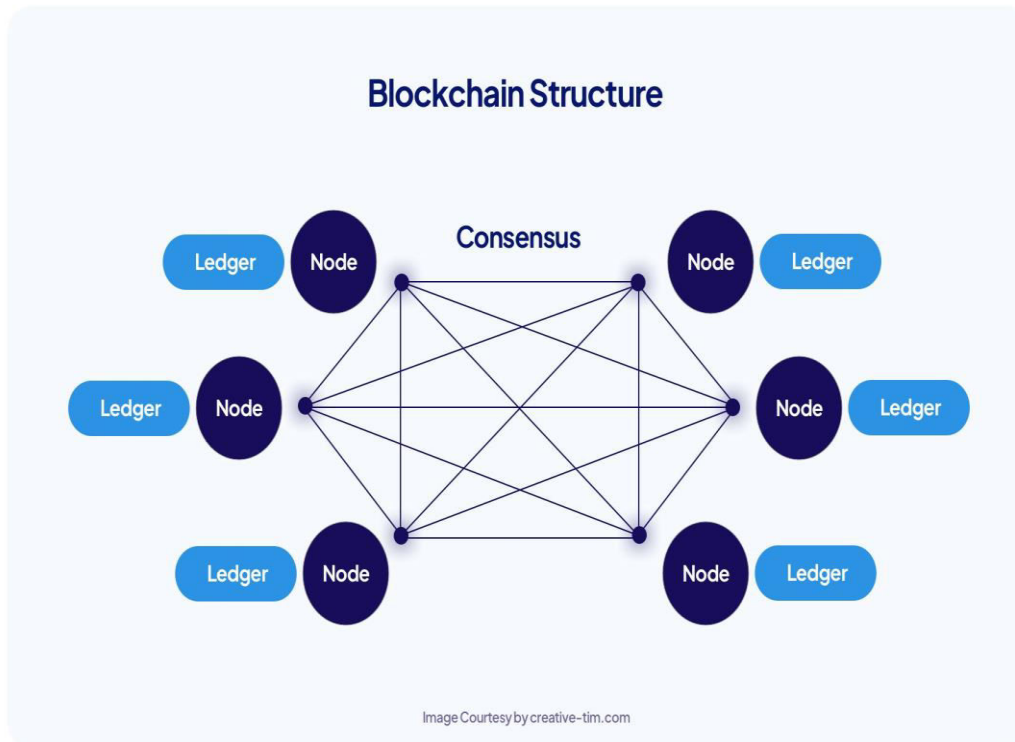 Blockchain Structure
Consensus
Ledger Node Node Ledger
Ledger Node Node Ledger
Ledger Node Node Ledger
Image Courtesy by creative-tim.com